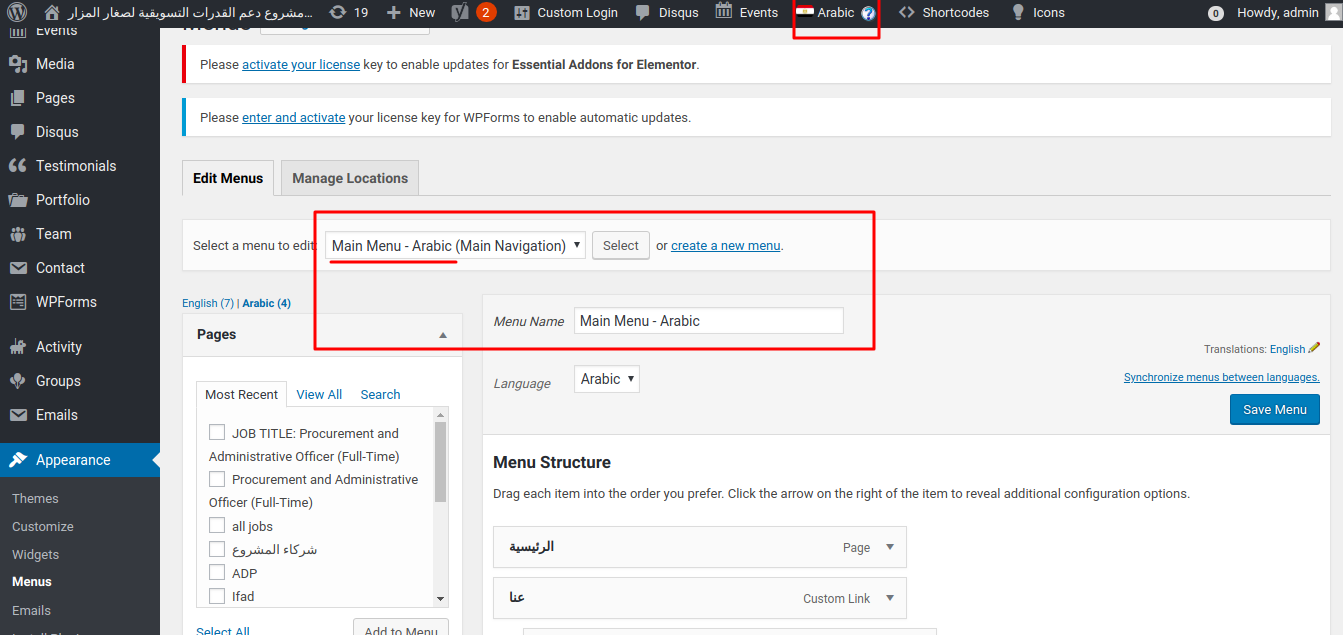 مشروع دعم القدرات التسويقية لصغار المزار... 19 New 2 Custom Login Disqus Events Arabic ? Shortcodes Icons 0 Howdy, admin
Events
Media
Pages
Disqus
Testimonials
Portfolio
Team
Contact
WPForms
Activity
Groups
Emails
Appearance
Themes
Customize
Widgets
Menus
Emails
Menus
Please activate your license key to enable updates for Essential Addons for Elementor.
Please enter and activate your license key for WPForms to enable automatic updates.
Edit Menus Manage Locations
Select a menu to edit: Main Menu - Arabic (Main Navigation) Select or create a new menu.
English (7) | Arabic (4)
Pages
Most Recent View All Search
JOB TITLE: Procurement and
Administrative Officer (Full-Time)
Procurement and Administrative
Officer (Full-Time)
all jobs
شركاء المشروع
ADP
Ifad
Select All Add to Menu
Menu Name Main Menu - Arabic
Translations: English
Language Arabic
Synchronize menus between languages.
Save Menu
Menu Structure
Drag each item into the order you prefer. Click the arrow on the right of the item to reveal additional configuration options.
الرئيسية Page
عنا Custom Link